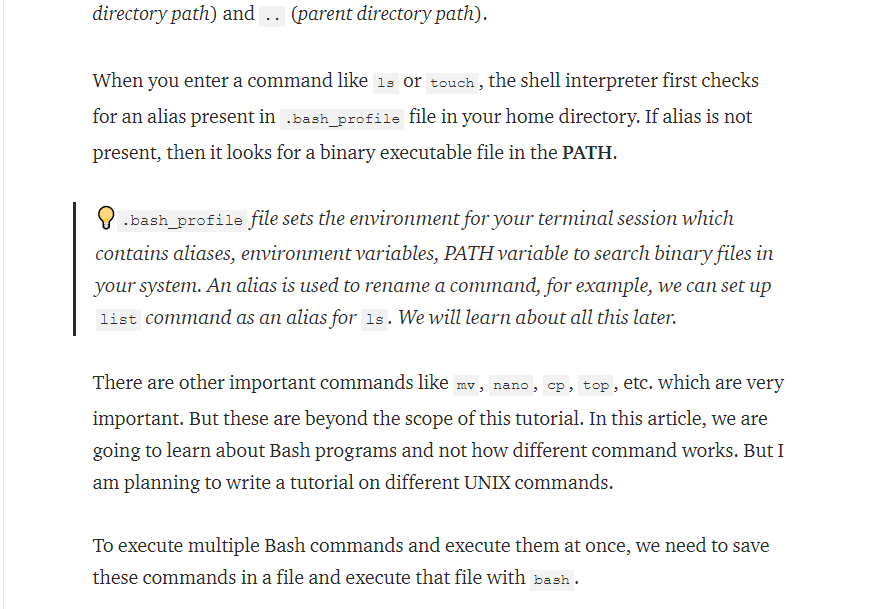 directory path) and .. (parent directory path).
When you enter a command like ls or touch, the shell interpreter first checks
for an alias present in .bash_profile file in your home directory. If alias is not
present, then it looks for a binary executable file in the PATH.
.bash_profile file sets the environment for your terminal session which
contains aliases, environment variables, PATH variable to search binary files in
your system. An alias is used to rename a command, for example, we can set up
list command as an alias for ls. We will learn about all this later.
There are other important commands like mv, nano, cp, top, etc. which are very
important. But these are beyond the scope of this tutorial. In this article, we are
going to learn about Bash programs and not how different command works. But I
am planning to write a tutorial on different UNIX commands.
To execute multiple Bash commands and execute them at once, we need to save
these commands in a file and execute that file with bash.